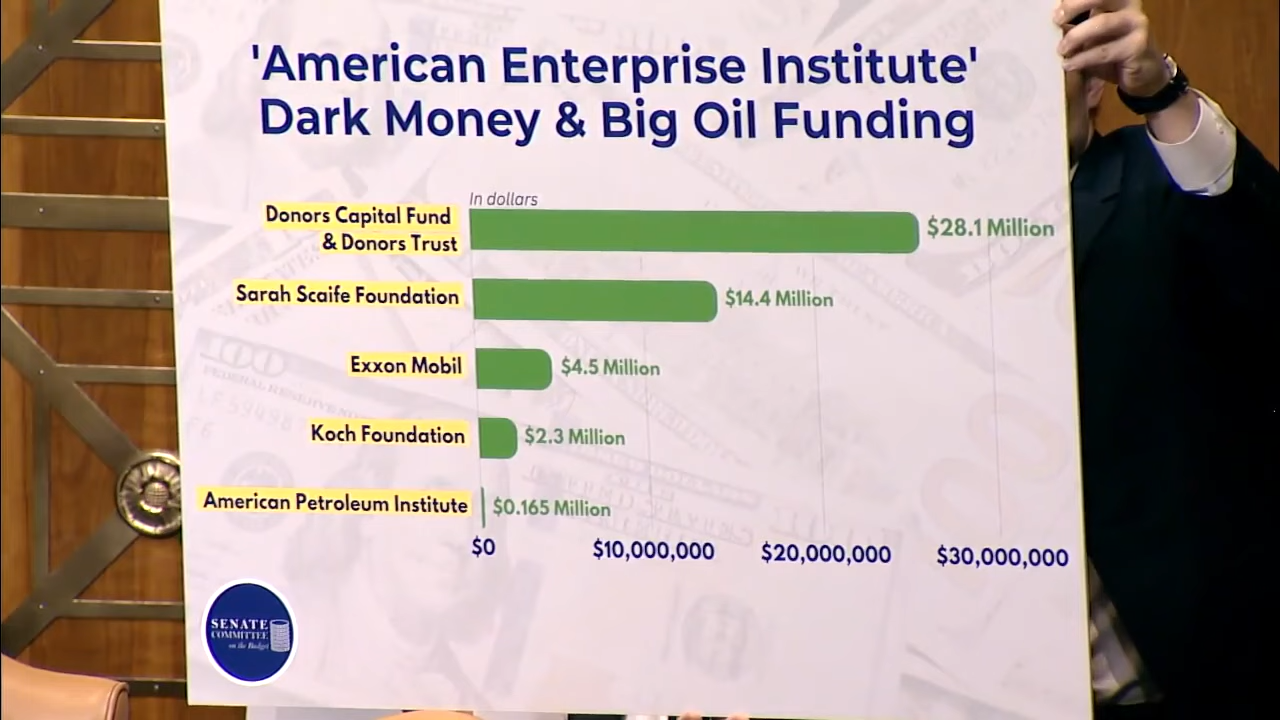 'American Enterprise Institute'
Dark Money & Big Oil Funding
In dollars
Donors Capital Fund
& Donors Trust
$28.1 Million
Sarah Scaife Foundation
$14.4 Million
Exxon Mobil
$4.5 Million
Koch Foundation
$2.3 Million
American Petroleum Institute
$0.165 Million
$0 $10,000,000 $20,000,000 $30,000,000
SENATE
COMMITTEE
on the Budget